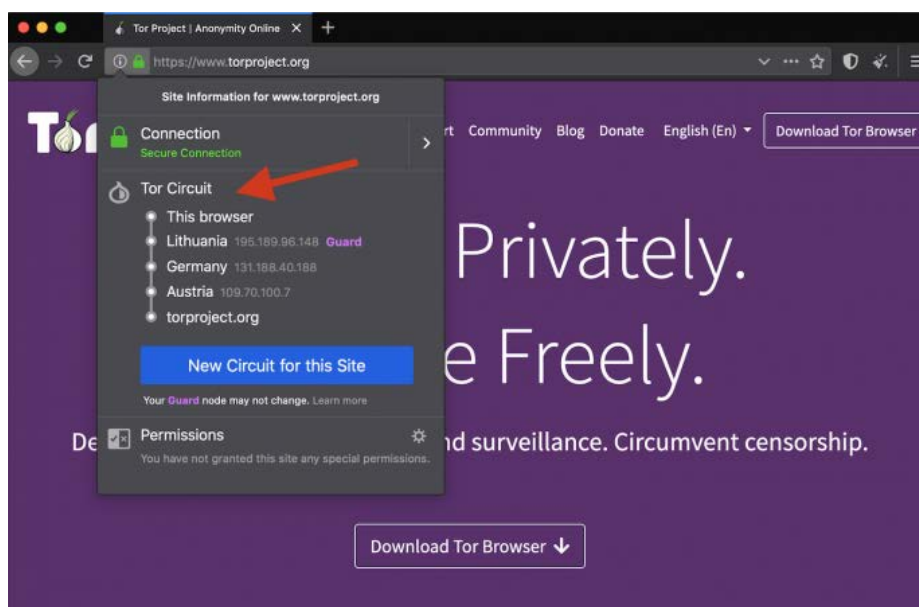 Tor Project | Anonymity Online
https://www.torproject.org
Site Information for www.torproject.org
Connection
Secure Connection
Community Blog Donate English (En)
Download Tor Browser
Tor Circuit
This browser
Lithuania 195.189.96.148 Guard
Germany 131.188.40.188
Austria 109.70.100.7
torproject.org
New Circuit for this Site
Your Guard node may not change. Learn more
Permissions
You have not granted this site any special permissions.
Privately.
Freely.
surveillance. Circumvent censorship.
Download Tor Browser